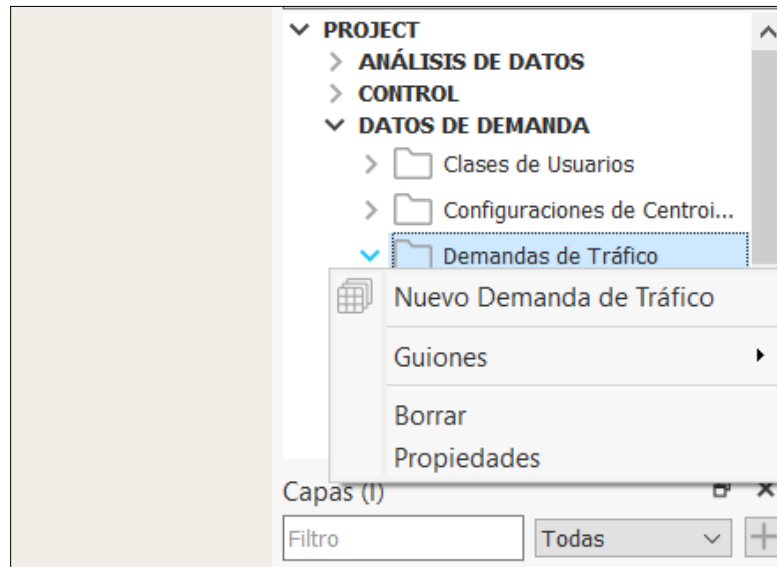 PROJECT
ANÁLISIS DE DATOS
CONTROL
DATOS DE DEMANDA
Clases de Usuarios
Configuraciones de Centroi...
Demandas de Tráfico
Nuevo Demanda de Tráfico
Guiones
Borrar
Propiedades
Capas (I)
Filtro
Todas